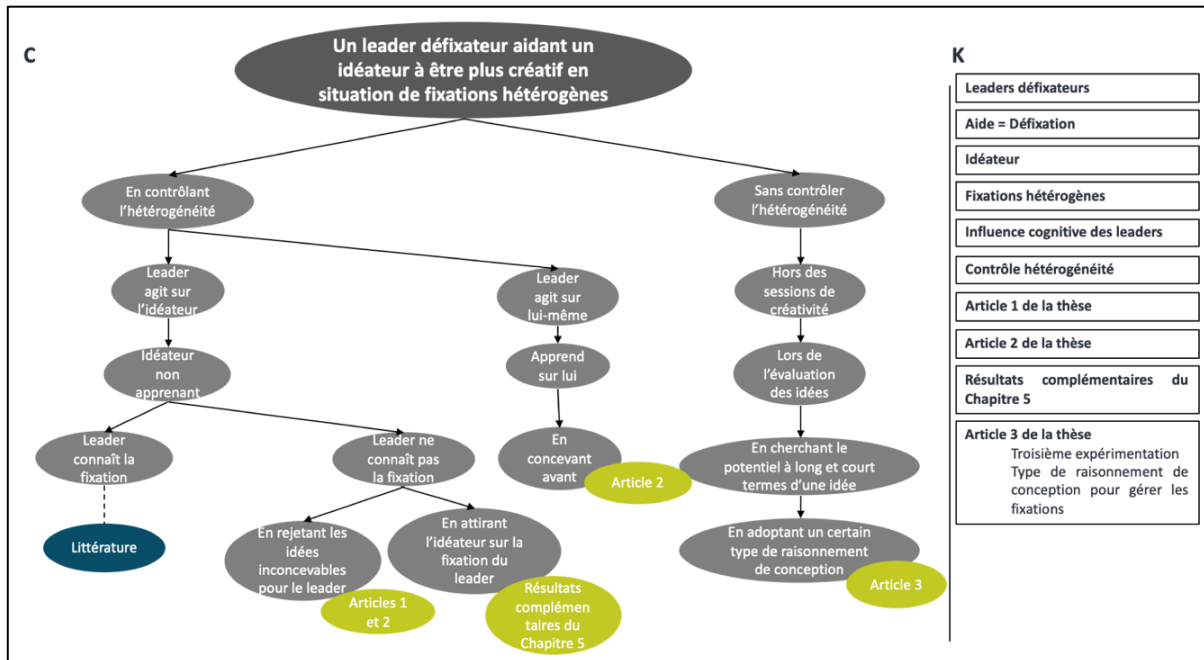 C
Un leader défixateur aidant un
idéateur à être plus créatif en
situation de fixations hétérogènes
En contrôlant
l'hétérogénéité
Sans contrôler
l'hétérogénéité
Leader
agit sur
l'idéateur
Leader
agit sur
lui-même
Hors des
sessions de
créativité
Idéateur
non
apprenant
Apprend
sur lui
Lors de
l'évaluation
des idées
Leader
connaît la
fixation
Leader ne
connaît pas
la fixation
En
concevant
avant
Article 2
En cherchant le
potentiel à long et court
termes d'une idée
Littérature
En rejetant les
idées
inconcevables
pour le leader
Articles 1
et 2
En attirant
l'idéateur sur la
fixation du
leader
Résultats
complémen
taires du
Chapitre 5
En adoptant un certain
type de raisonnement
de conception
Article 3
K
Leaders défixateurs
Aide = Défixation
Idéateur
Fixations hétérogènes
Influence cognitive des leaders
Contrôle hétérogénéité
Article 1 de la thèse
Article 2 de la thèse
Résultats complémentaires du
Chapitre 5
Article 3 de la thèse
Troisième expérimentation
Type de raisonnement de
conception pour gérer les
fixations